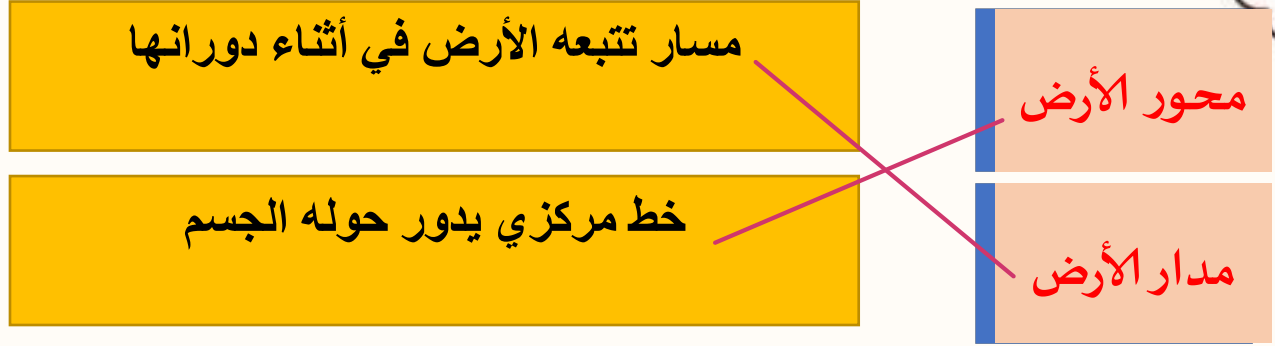 محور الأرض
مسار تتبعه الأرض في أثناء دورانها
مدار الأرض
خط مركزي يدور حوله الجسم